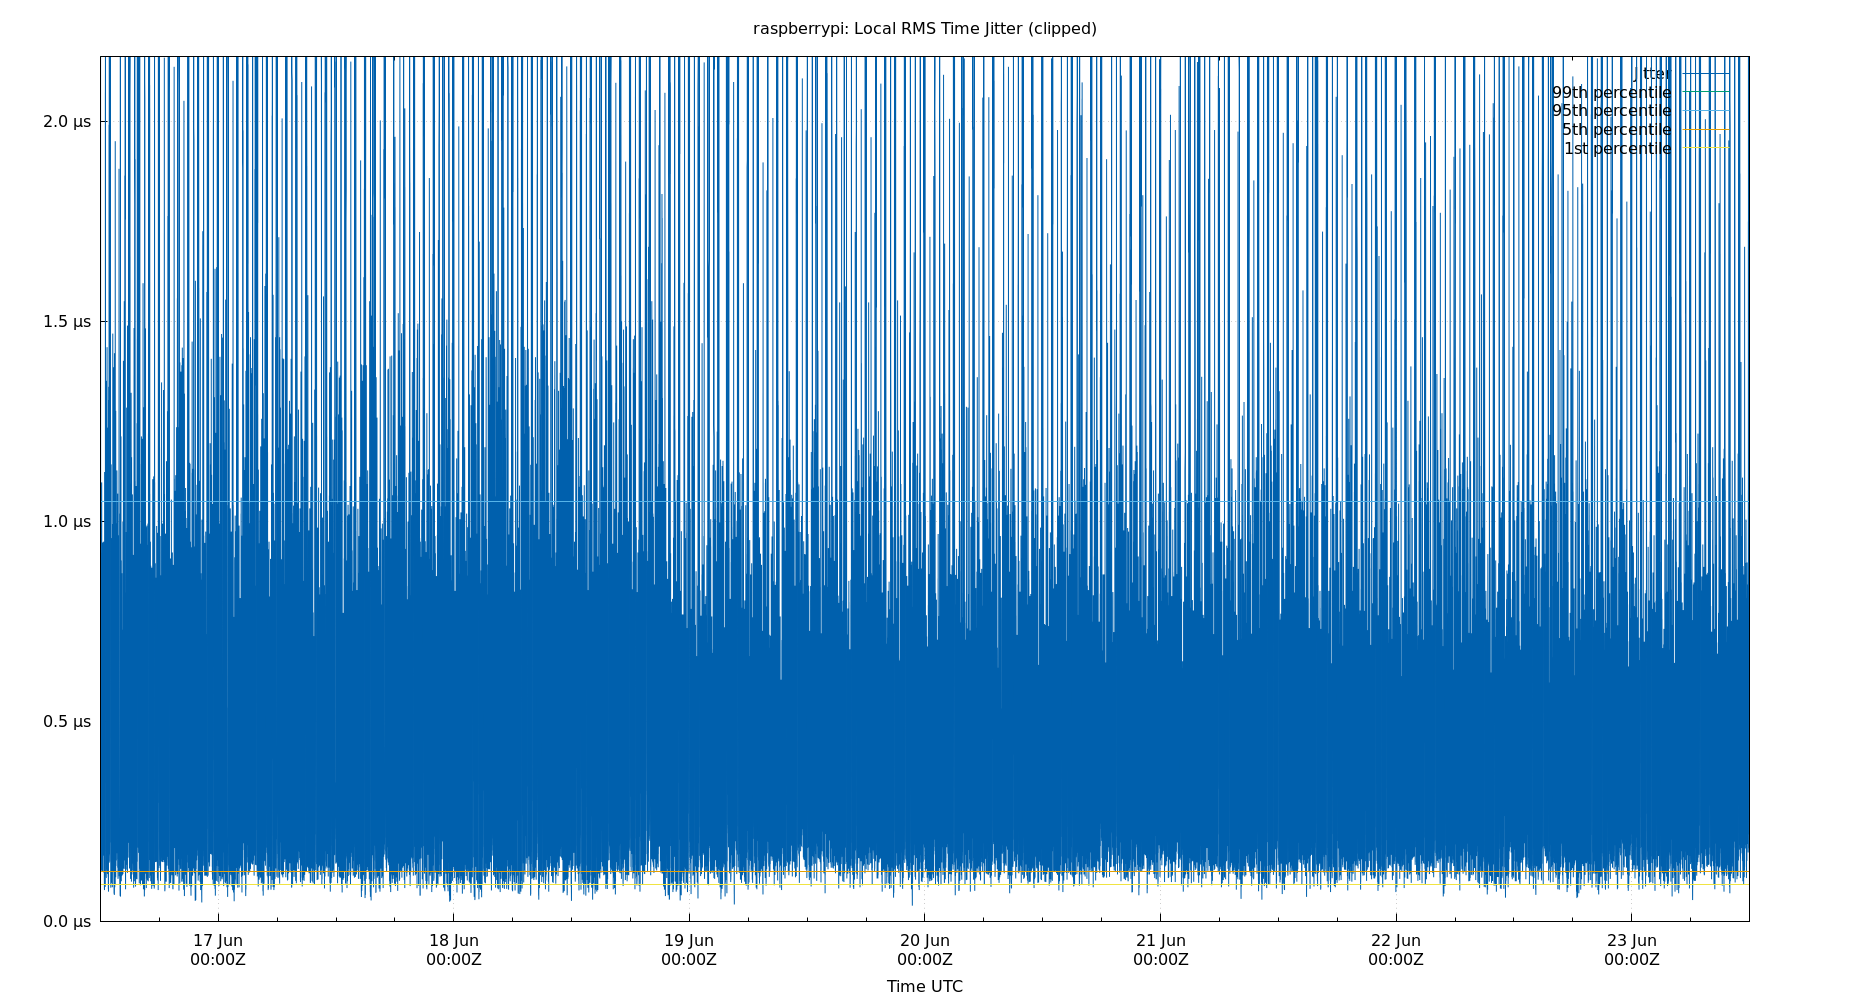 raspberrypi: Local RMS Time Jitter (clipped)
jitter
99th percentile
95th percentile
5th percentile
1st percentile
2.0 µs
1.5 µs
1.0 µs
0.5 µs
0.0 µs
17 Jun
00:00Z
18 Jun
00:00Z
19 Jun
00:00Z
20 Jun
00:00Z
21 Jun
00:00Z
22 Jun
00:00Z
23 Jun
00:00Z
Time UTC